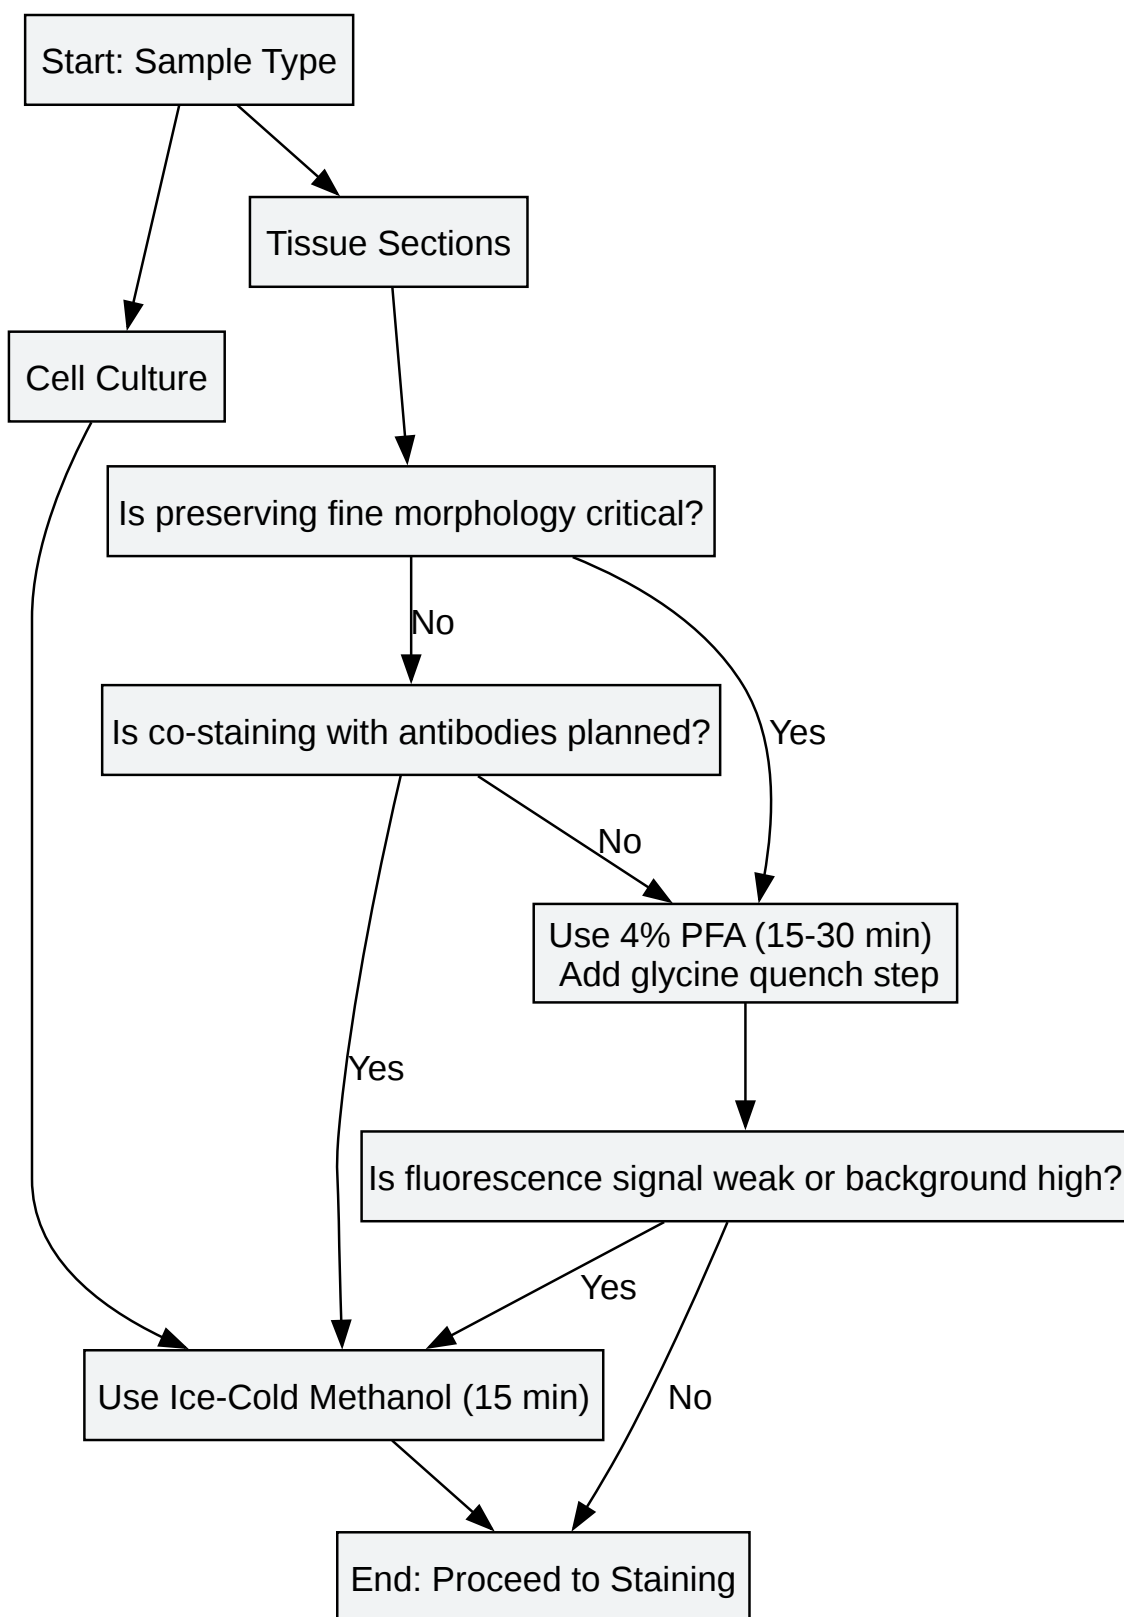 Start: Sample Type
Tissue Sections
Cell Culture
Is preserving fine morphology critical?
No
Is co-staining with antibodies planned?
Yes
No
Use 4% PFA (15-30 min)
Add glycine quench step
Yes
Is fluorescence signal weak or background high?
Yes
Use Ice-Cold Methanol (15 min)
No
End: Proceed to Staining